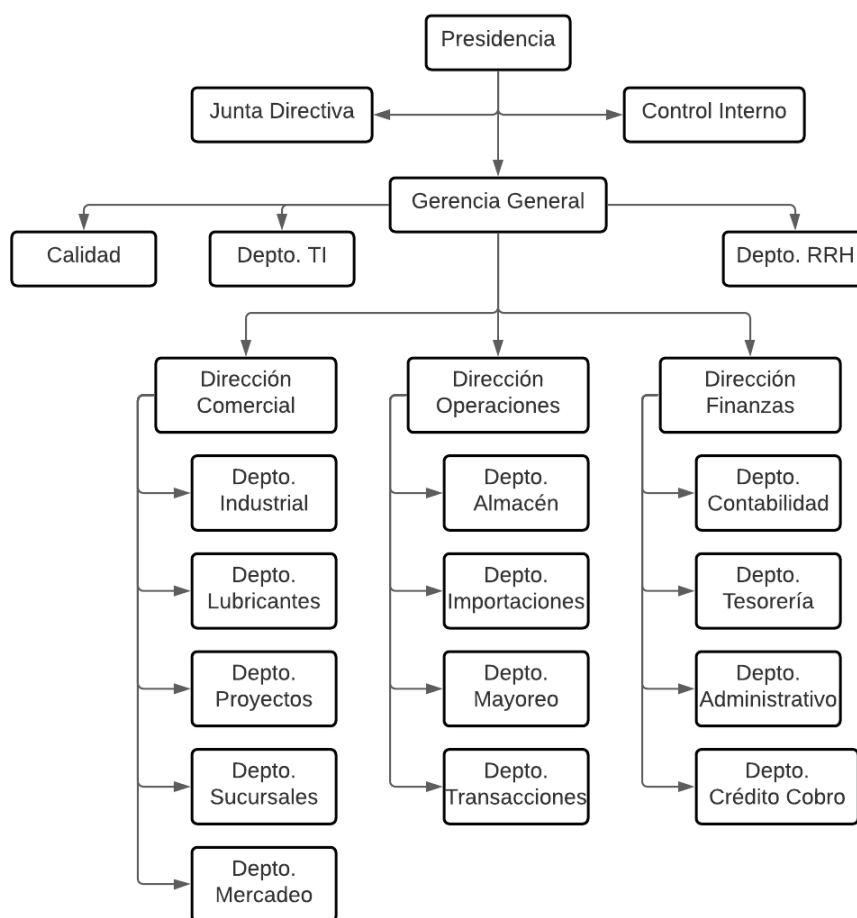 Presidencia
Junta Directiva
Control Interno
Gerencia General
Calidad
Depto. TI
Depto. RRH
Dirección
Comercial
Dirección
Operaciones
Dirección
Finanzas
Depto.
Industrial
Depto.
Almacén
Depto.
Contabilidad
Depto.
Lubricantes
Depto.
Importaciones
Depto.
Tesorería
Depto.
Proyectos
Depto.
Mayoreo
Depto.
Administrativo
Depto.
Sucursales
Depto.
Transacciones
Depto.
Crédito Cobro
Depto.
Mercadeo